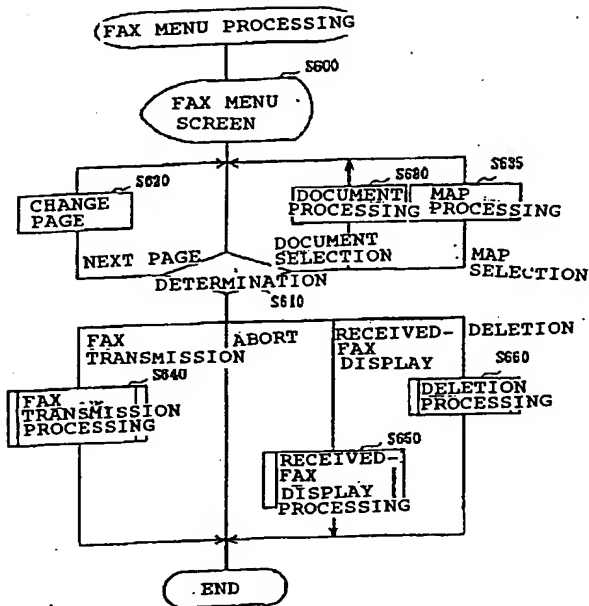 FAX MENU PROCESSING
S600
FAX MENU
SCREEN
S620
CHANGE
PAGE
S680
DOCUMENT
PROCESSING
S635
MAP
PROCESSING
NEXT PAGE
DOCUMENT
SELECTION
MAP
SELECTION
DETERMINATION
S610
FAX
TRANSMISSION
ABORT
RECEIVED-
FAX
DISPLAY
DELETION
S640
FAX
TRANSMISSION
PROCESSING
S660
DELETION
PROCESSING
S650
RECEIVED-
FAX
DISPLAY
PROCESSING
END